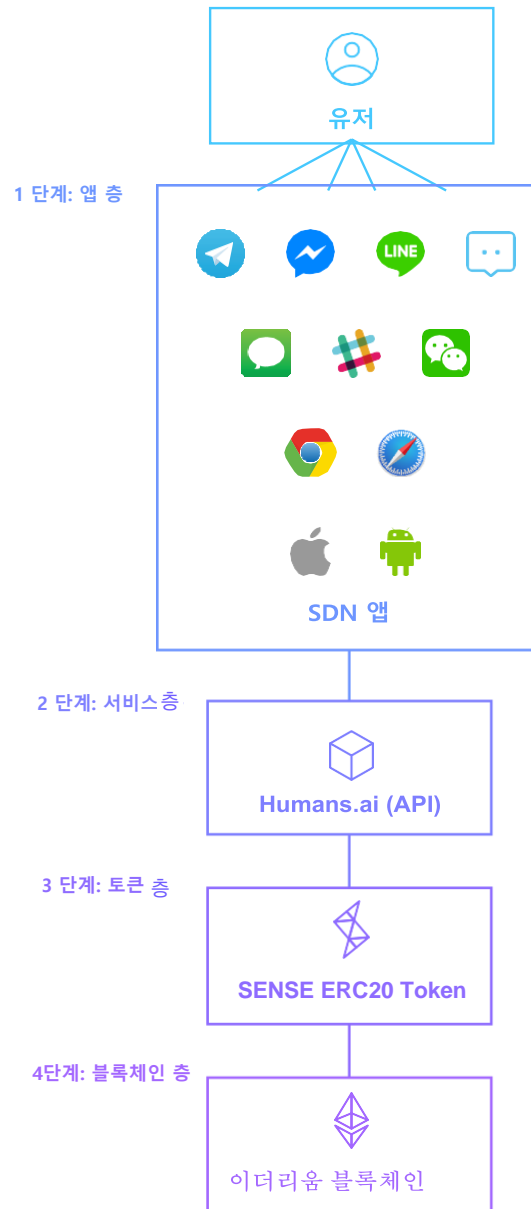 유저
1 단계: 앱 층
LINE
SDN 앱
2 단계: 서비스층
Humans.ai (API)
3 단계: 토큰 층
SENSE ERC20 Token
4단계: 블록체인 층
이더리움 블록체인